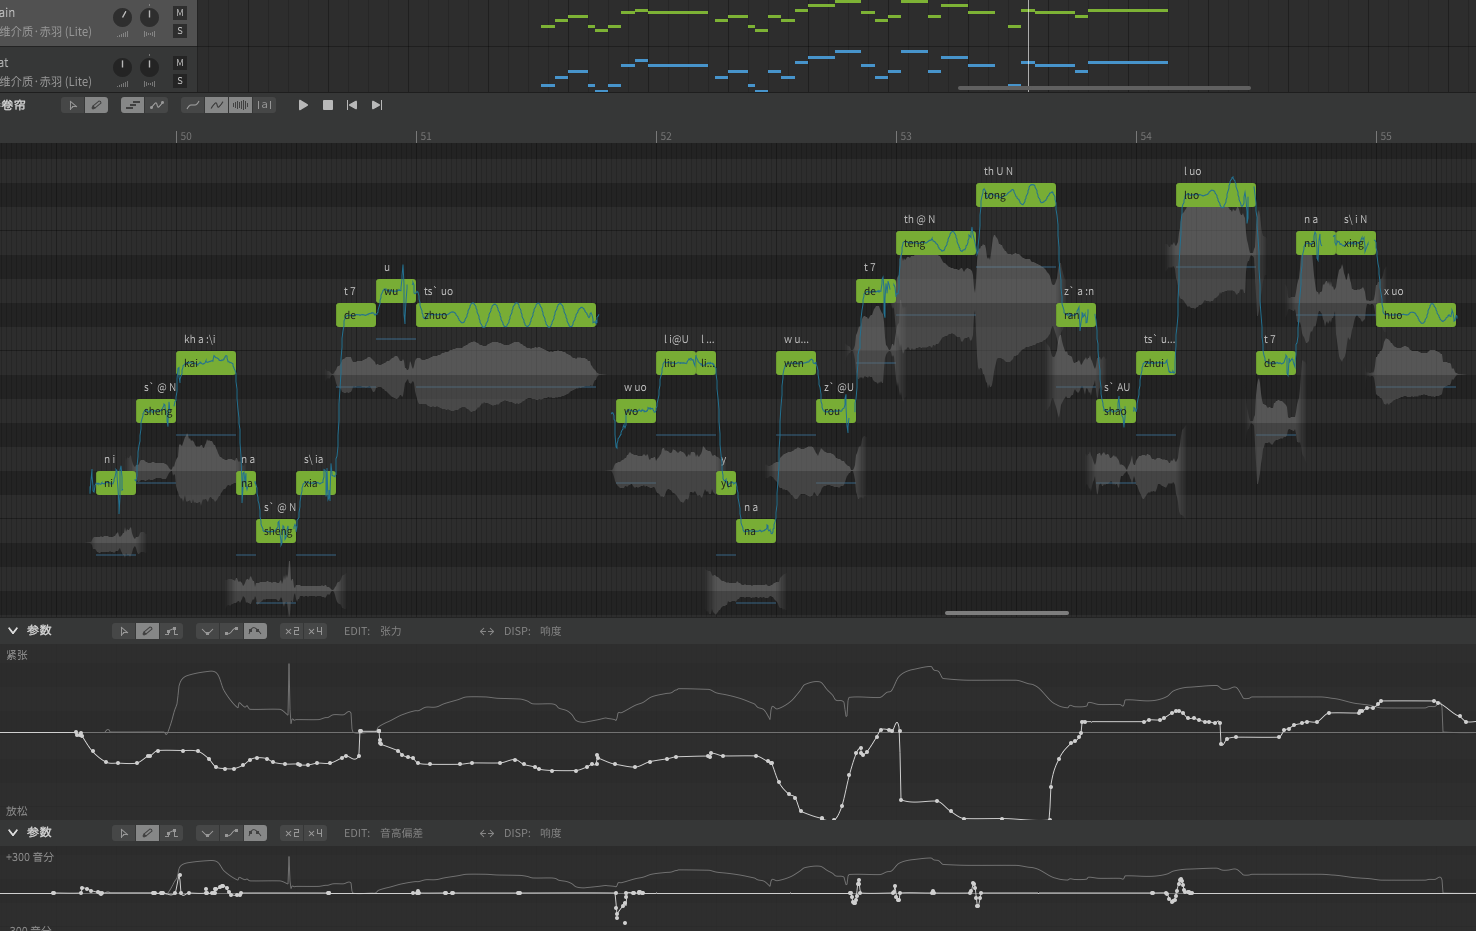 ain
M
维介质·赤羽 (Lite)
S
at
M
维介质·赤羽 (Lite)
S
卷帘
[a]
50 51 52 53 54 55
th U N
l uo
tong
luo
th @ N
n a
s\ i N
teng
na
xing
u
t 7
wu
de
t 7
ts` uo
z` a :n
x uo
de
zhuo
ran
huo
kh a :\i
l i@U
l ...
w u...
ts` u...
t 7
kai
liu
li...
wen
zhui
de
s` @ N
w uo
z` @U
s` AU
sheng
wo
rou
shao
n i
n a
s\ ia
y
ni
na
xia
yu
s` @ N
n a
sheng
na
参数
×2 ×4
EDIT: 张力
DISP: 响度
紧张
放松
参数
×2 ×4
EDIT: 音高偏差
DISP: 响度
+300 音分
-300 音分